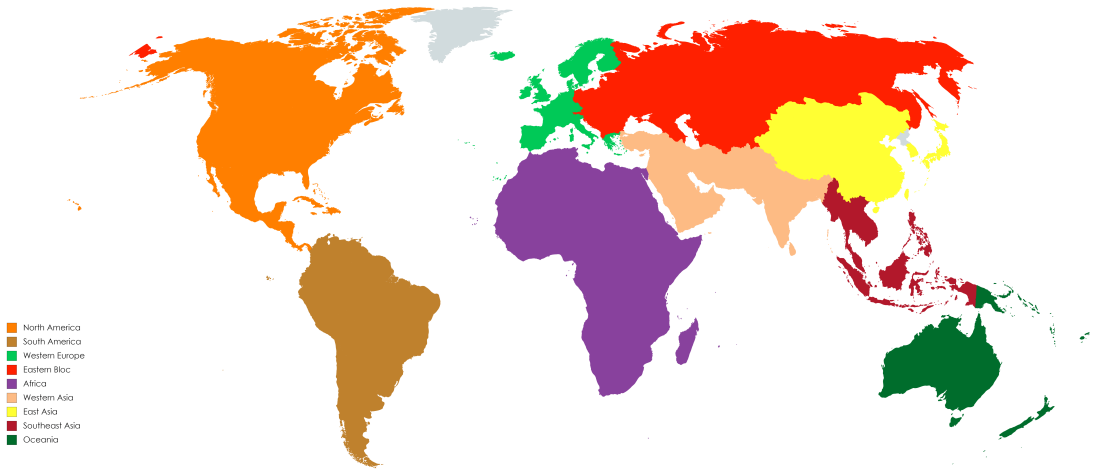 North America
South America
Western Europe
Eastern Bloc
Africa
Western Asia
East Asia
Southeast Asia
Oceania